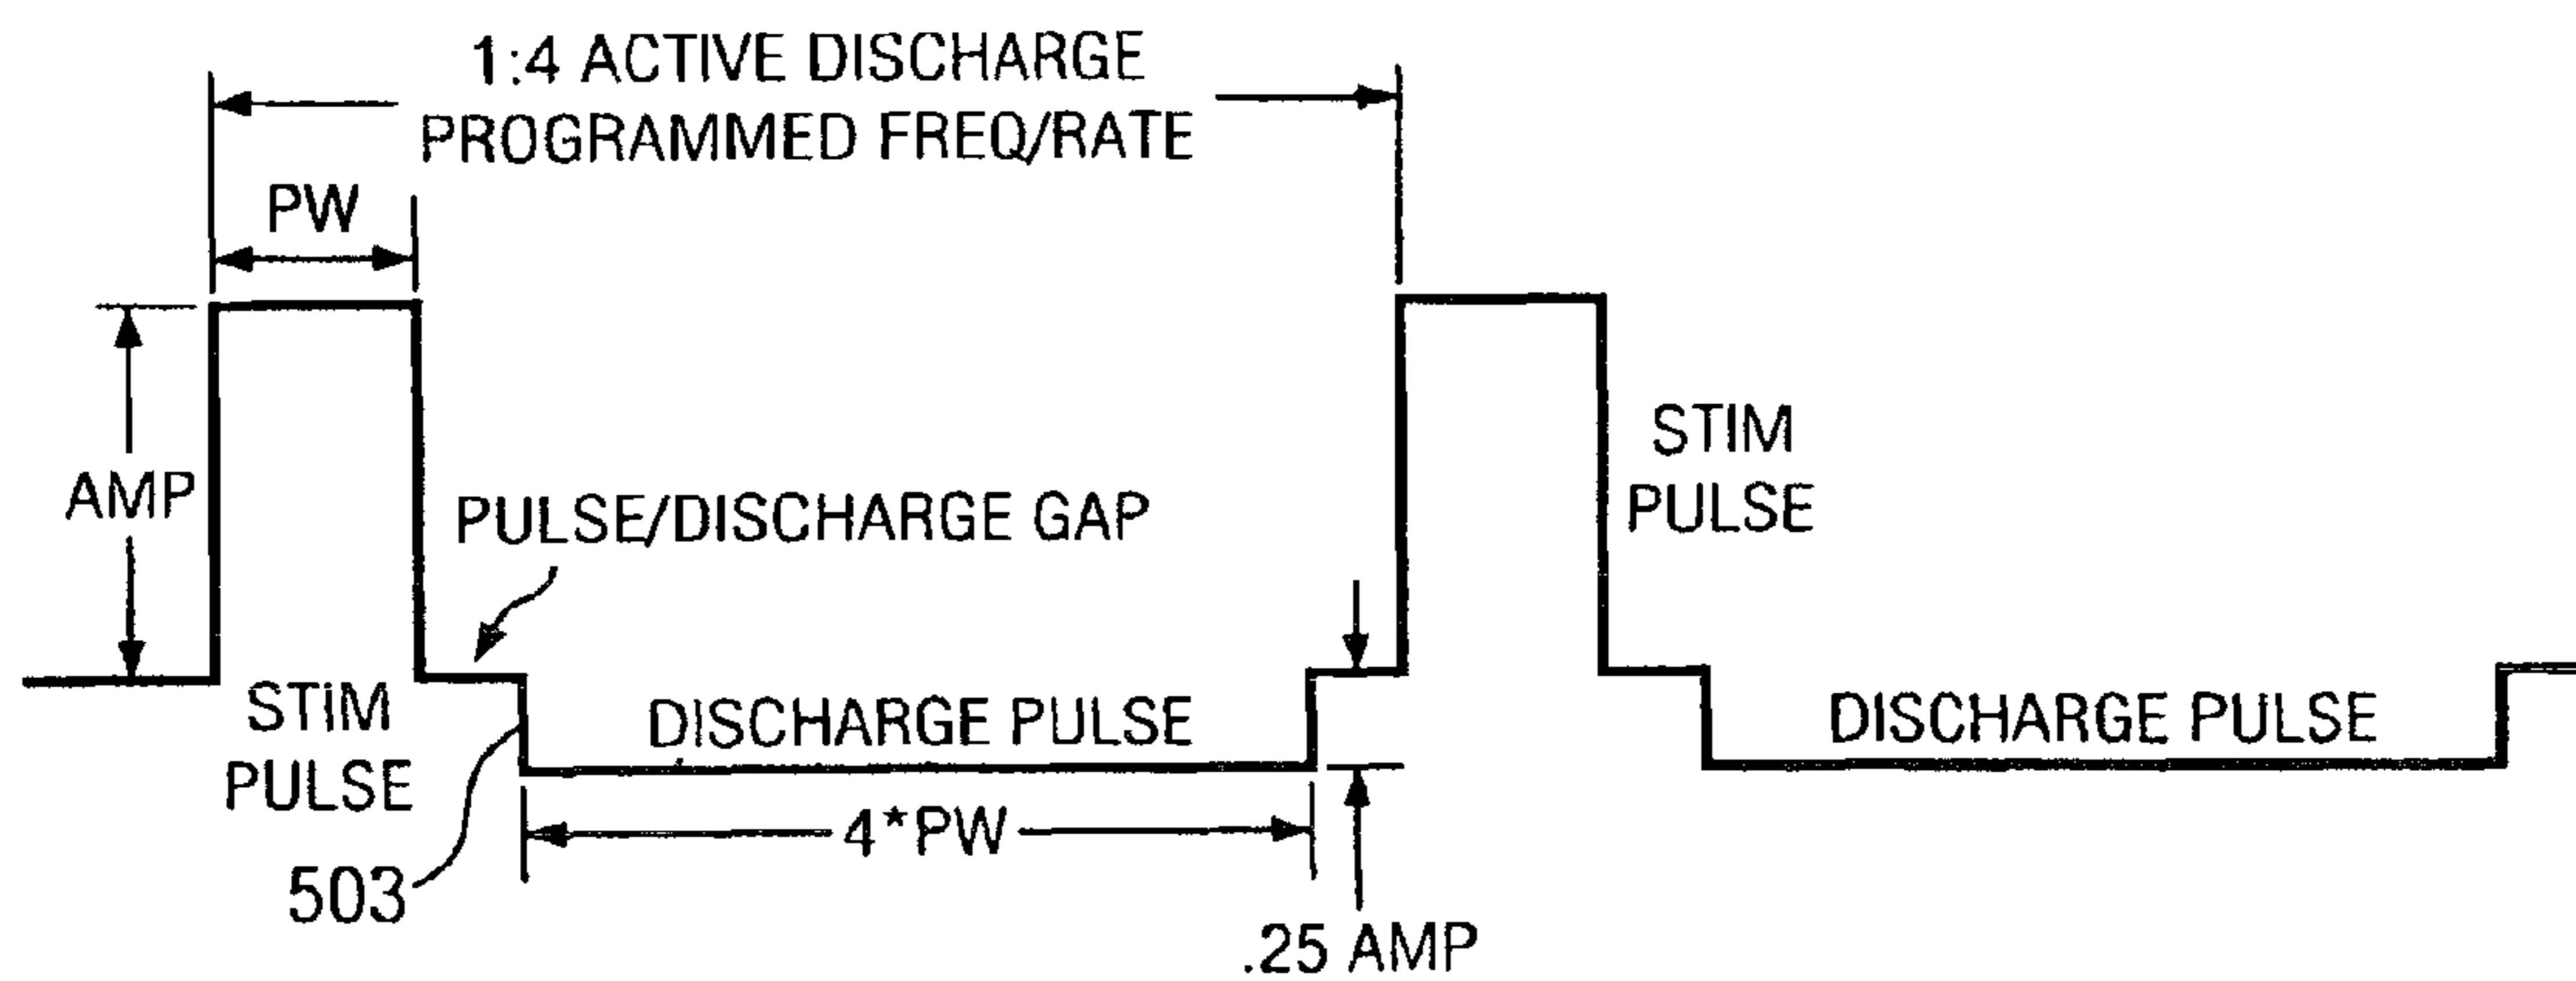 1:4 ACTIVE DISCHARGE
PROGRAMMED FREQ/RATE
PW
AMP
PULSE/DISCHARGE GAP
STIM
PULSE
STIM
PULSE
DISCHARGE PULSE
DISCHARGE PULSE
4*PW
503
.25 AMP